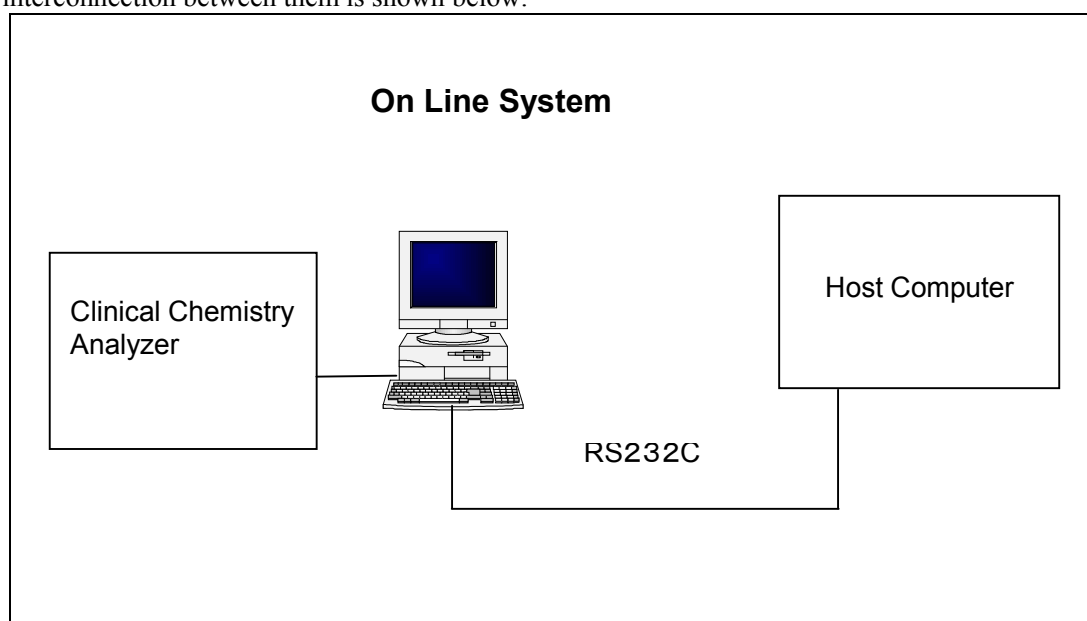 interconnection between them is shown below.
On Line System
Clinical Chemistry
Analyzer
Host Computer
RS232C